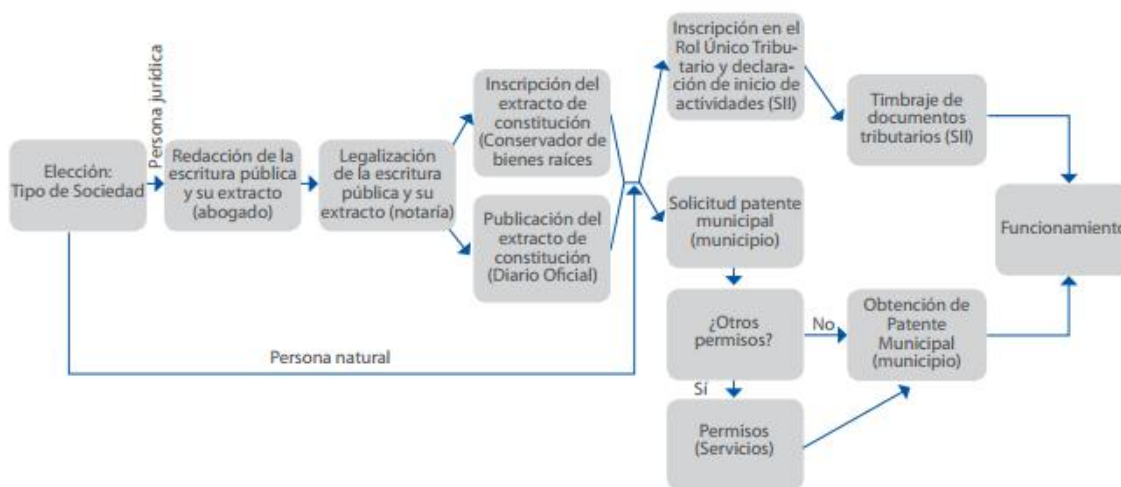 Elección:
Tipo de Sociedad
Persona jurídica
Redacción de la
escritura pública
y su extracto
(abogado)
Legalización
de la escritura
pública y su
extracto (notaría)
Inscripción del
extracto de
constitución
(Conservador de
bienes raíces
Publicación del
extracto de
constitución
(Diario Oficial)
Persona natural
Inscripción en el
Rol Único Tribu-
tario y declara-
ción de inicio de
actividades (SII)
Timbraje de
documentos
tributarios (SII)
Solicitud patente
municipal
(municipio)
¿Otros
permisos?
No
Sí
Permisos
(Servicios)
Obtención de
Patente
Municipal
(municipio)
Funcionamiento